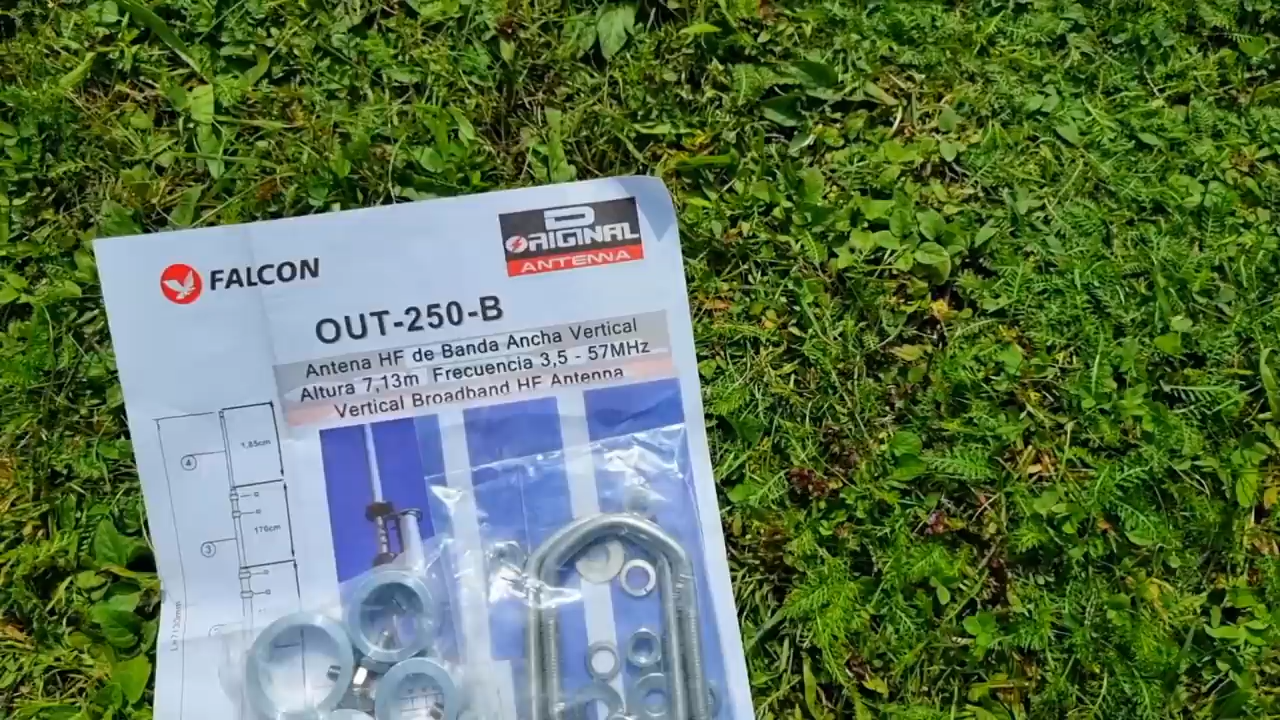 FALCON
D
ORIGINAL
ANTENNA
OUT-250-B
Antena HF de Banda Ancha Vertical
Altura 7,13m Frecuencia 3,5 - 57MHz
Vertical Broadband HF Antenna
1,85cm
4
170cm
3